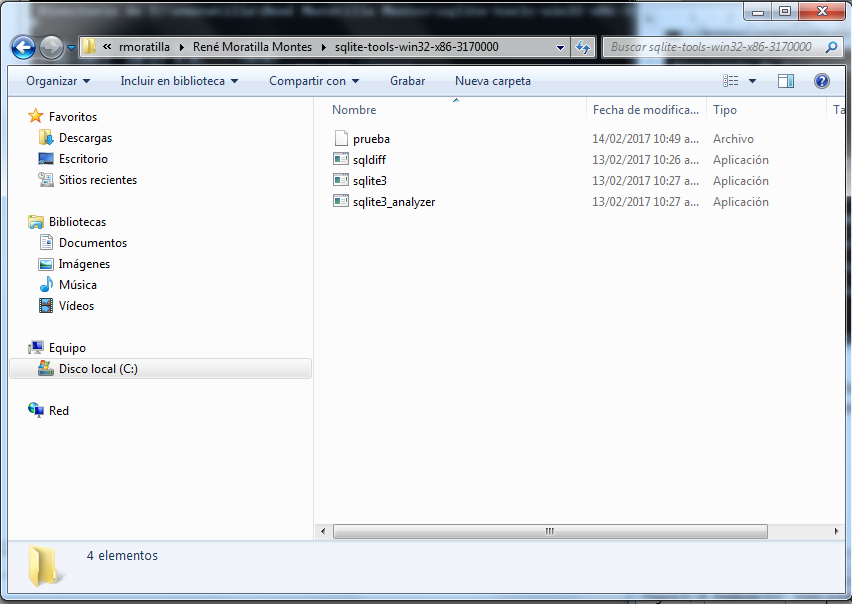 « rmoratilla ▸ René Moratilla Montes ▸ sqlite-tools-win32-x86-3170000
Buscar sqlite-tools-win32-x86-3170000
Organizar Incluir en biblioteca Compartir con Grabar Nueva carpeta
Nombre Fecha de modifica... Tipo Ta
Favoritos
Descargas
Escritorio
Sitios recientes
Bibliotecas
Documentos
Imágenes
Música
Vídeos
Equipo
Disco local (C:)
Red
prueba 14/02/2017 10:49 a... Archivo
sqldiff 13/02/2017 10:26 a... Aplicación
sqlite3 13/02/2017 10:27 a... Aplicación
sqlite3_analyzer 13/02/2017 10:27 a... Aplicación
4 elementos